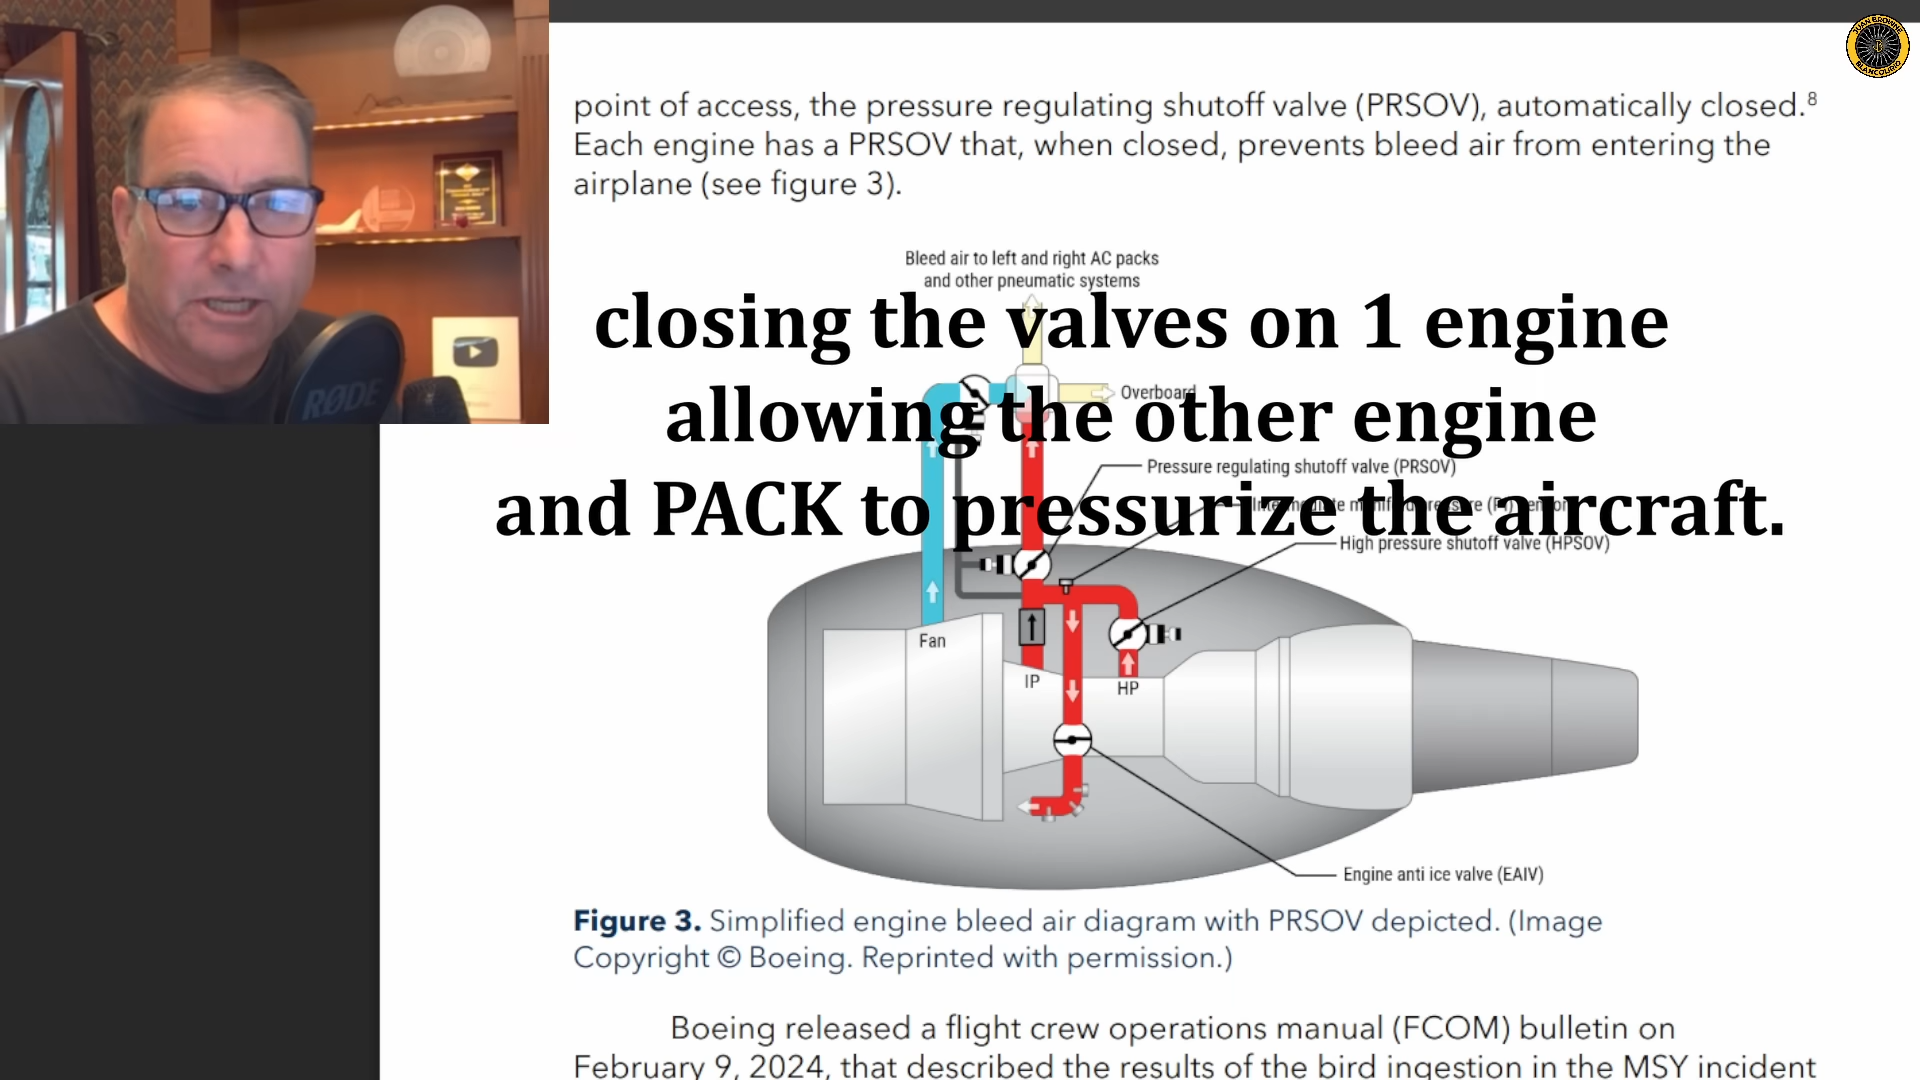 JUAN BROWNE
BLANCOLIRIO
point of access, the pressure regulating shutoff valve (PRSOV), automatically closed.8
Each engine has a PRSOV that, when closed, prevents bleed air from entering the
airplane (see figure 3).
Bleed air to left and right AC packs
and other pneumatic systems
closing the valves on 1 engine
allowing the other engine
and PACK to pressurize the aircraft.
Overboard
Pressure regulating shutoff valve (PRSOV)
High pressure shutoff valve (HPSOV)
RØDE
Fan
IP
HP
Engine anti ice valve (EAIV)
Figure 3. Simplified engine bleed air diagram with PRSOV depicted. (Image
Copyright © Boeing. Reprinted with permission.)
Boeing released a flight crew operations manual (FCOM) bulletin on
February 9, 2024, that described the results of the bird ingestion in the MSY incident